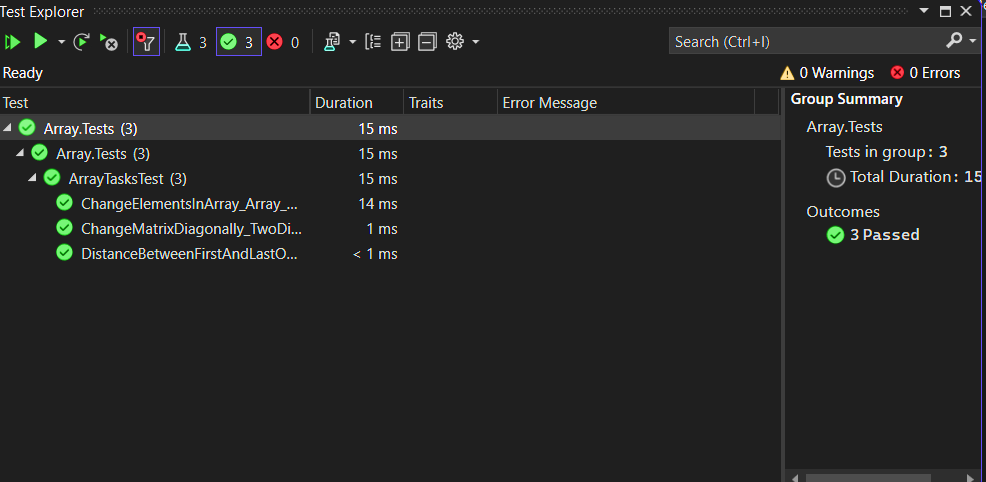 Test Explorer
3 3 0
Search (Ctrl+I)
Ready
0 Warnings 0 Errors
Test Duration Traits Error Message
Array.Tests (3) 15 ms
Array.Tests (3) 15 ms
ArrayTasksTest (3) 15 ms
ChangeElementsInArray_Array_... 14 ms
ChangeMatrixDiagonally_TwoDi... 1 ms
DistanceBetweenFirstAndLastO... < 1 ms
Group Summary
Array.Tests
Tests in group: 3
Total Duration: 15
Outcomes
3 Passed